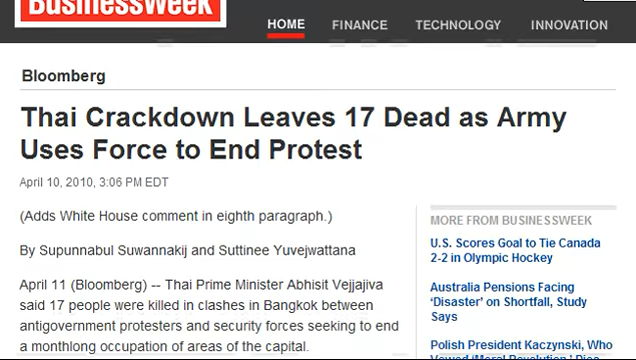 BusinessWeek
HOME FINANCE TECHNOLOGY INNOVATION
Bloomberg
Thai Crackdown Leaves 17 Dead as Army
Uses Force to End Protest
April 10, 2010, 3:06 PM EDT
(Adds White House comment in eighth paragraph.)
By Supunnabul Suwannakij and Suttinee Yuvejwattana
April 11 (Bloomberg) -- Thai Prime Minister Abhisit Vejjajiva
said 17 people were killed in clashes in Bangkok between
antigovernment protesters and security forces seeking to end
a monthlong occupation of areas of the capital.
MORE FROM BUSINESSWEEK
U.S. Scores Goal to Tie Canada
2-2 in Olympic Hockey
Australia Pensions Facing
‘Disaster’ on Shortfall, Study
Says
Polish President Kaczynski, Who
Vowed ‘Moral Revolution,’ Dies